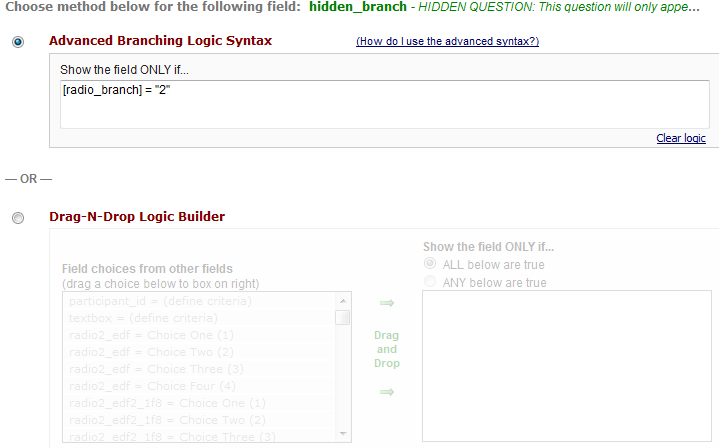 Choose method below for the following field: hidden_branch - HIDDEN QUESTION: This question will only appe...
Advanced Branching Logic Syntax (How do I use the advanced syntax?)
Show the field ONLY if...
[radio_branch] = "2"
Clear logic
— OR —
Drag-N-Drop Logic Builder
Show the field ONLY if...
ALL below are true
ANY below are true
Field choices from other fields
(drag a choice below to box on right)
participant_id = (define criteria)
textbox = (define criteria)
radio2_edf = Choice One (1)
radio2_edf = Choice Two (2)
radio2_edf = Choice Three (3)
radio2_edf = Choice Four (4)
radio2_edf2_1f8 = Choice One (1)
radio2_edf2_1f8 = Choice Two (2)
radio2_edf2_1f8 = Choice Three (3)
⇒
Drag
and
Drop
⇒